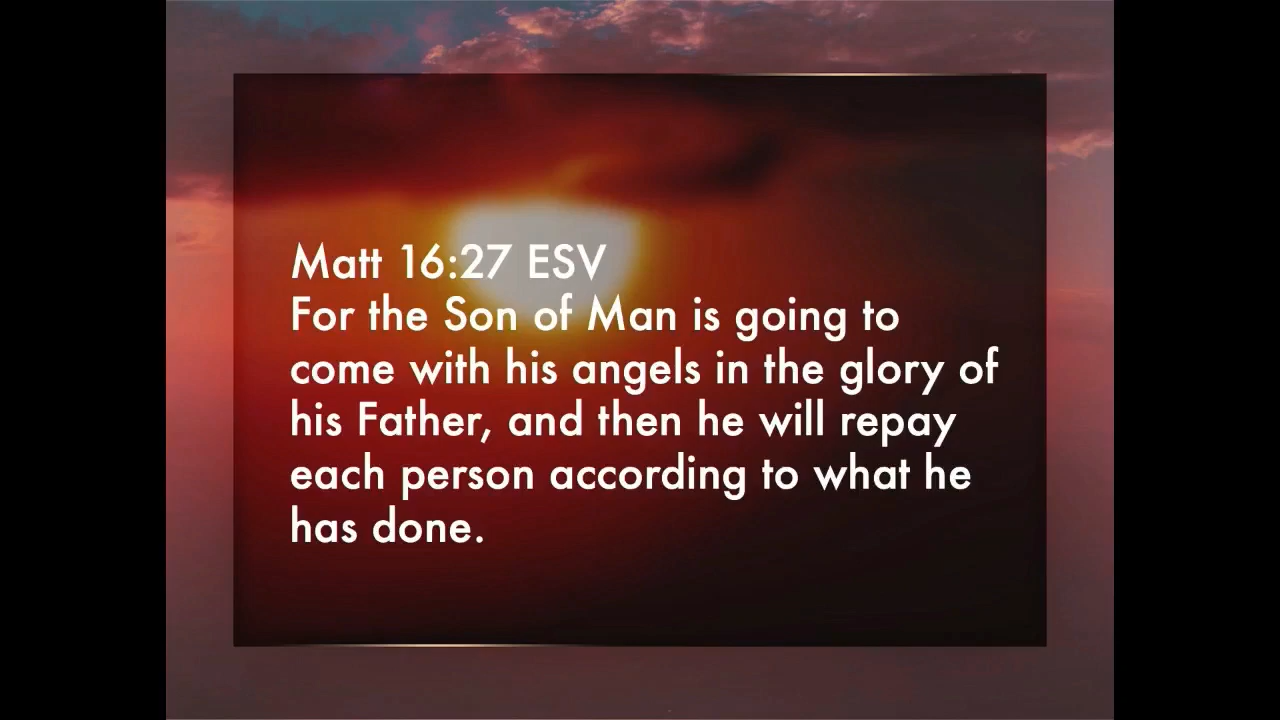 Matt 16:27 ESV
For the Son of Man is going to
come with his angels in the glory of
his Father, and then he will repay
each person according to what he
has done.